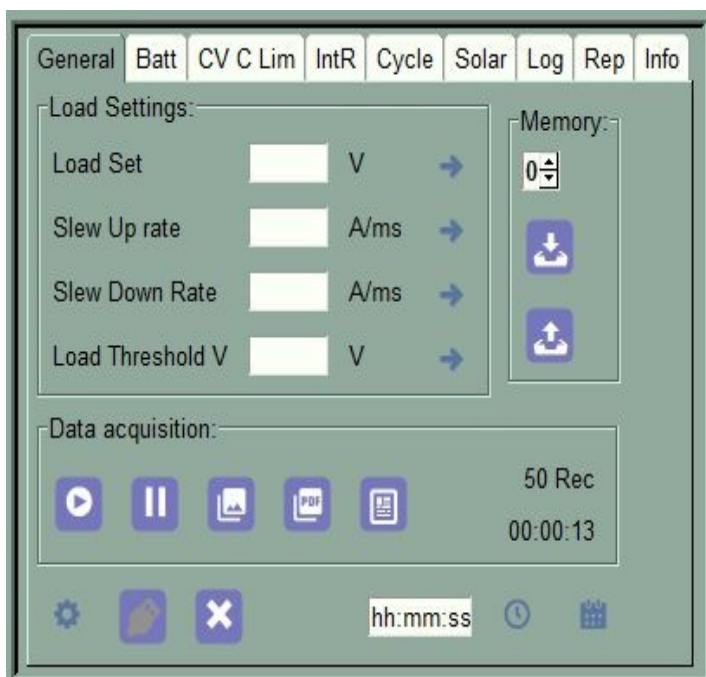 General Batt CV C Lim IntR Cycle Solar Log Rep Info
Load Settings:
Memory:
Load Set V
0
Slew Up rate A/ms
Slew Down Rate A/ms
Load Threshold V V
Data acquisition:
PDF
50 Rec
00:00:13
hh:mm:ss